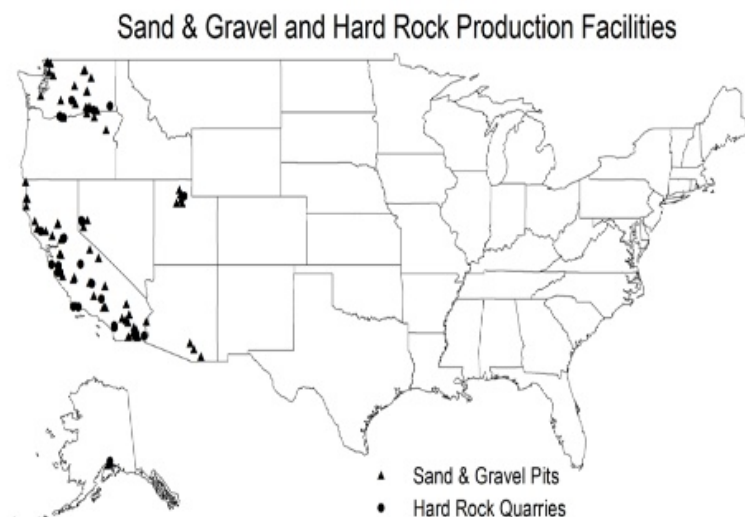 Sand & Gravel and Hard Rock Production Facilities
Sand & Gravel Pits
Hard Rock Quarries